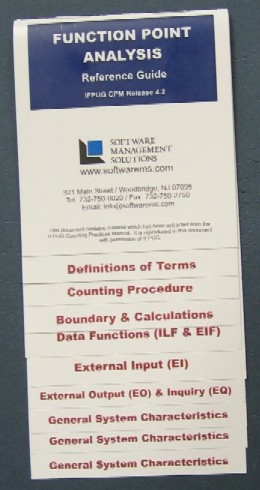 FUNCTION POINT
ANALYSIS
Reference Guide
IFPUG CPM Release 4.2
SOFTWARE
MANAGEMENT
SOLUTIONS
www.softwarems.com
321 Main Street / Woodbridge, NJ 07095
Tel: 732-750 0020 / Fax: 732-750 2750
Email: info@softwarems.com
This document contains material which has been extracted from the
IFPUG Counting Practices Manual. It is reproduced in this document
with permission of IFPUG.
Definitions of Terms
Counting Procedure
Boundary & Calculations
Data Functions (ILF & EIF)
External Input (EI)
External Output (EO) & Inquiry (EQ)
General System Characteristics
General System Characteristics
General System Characteristics